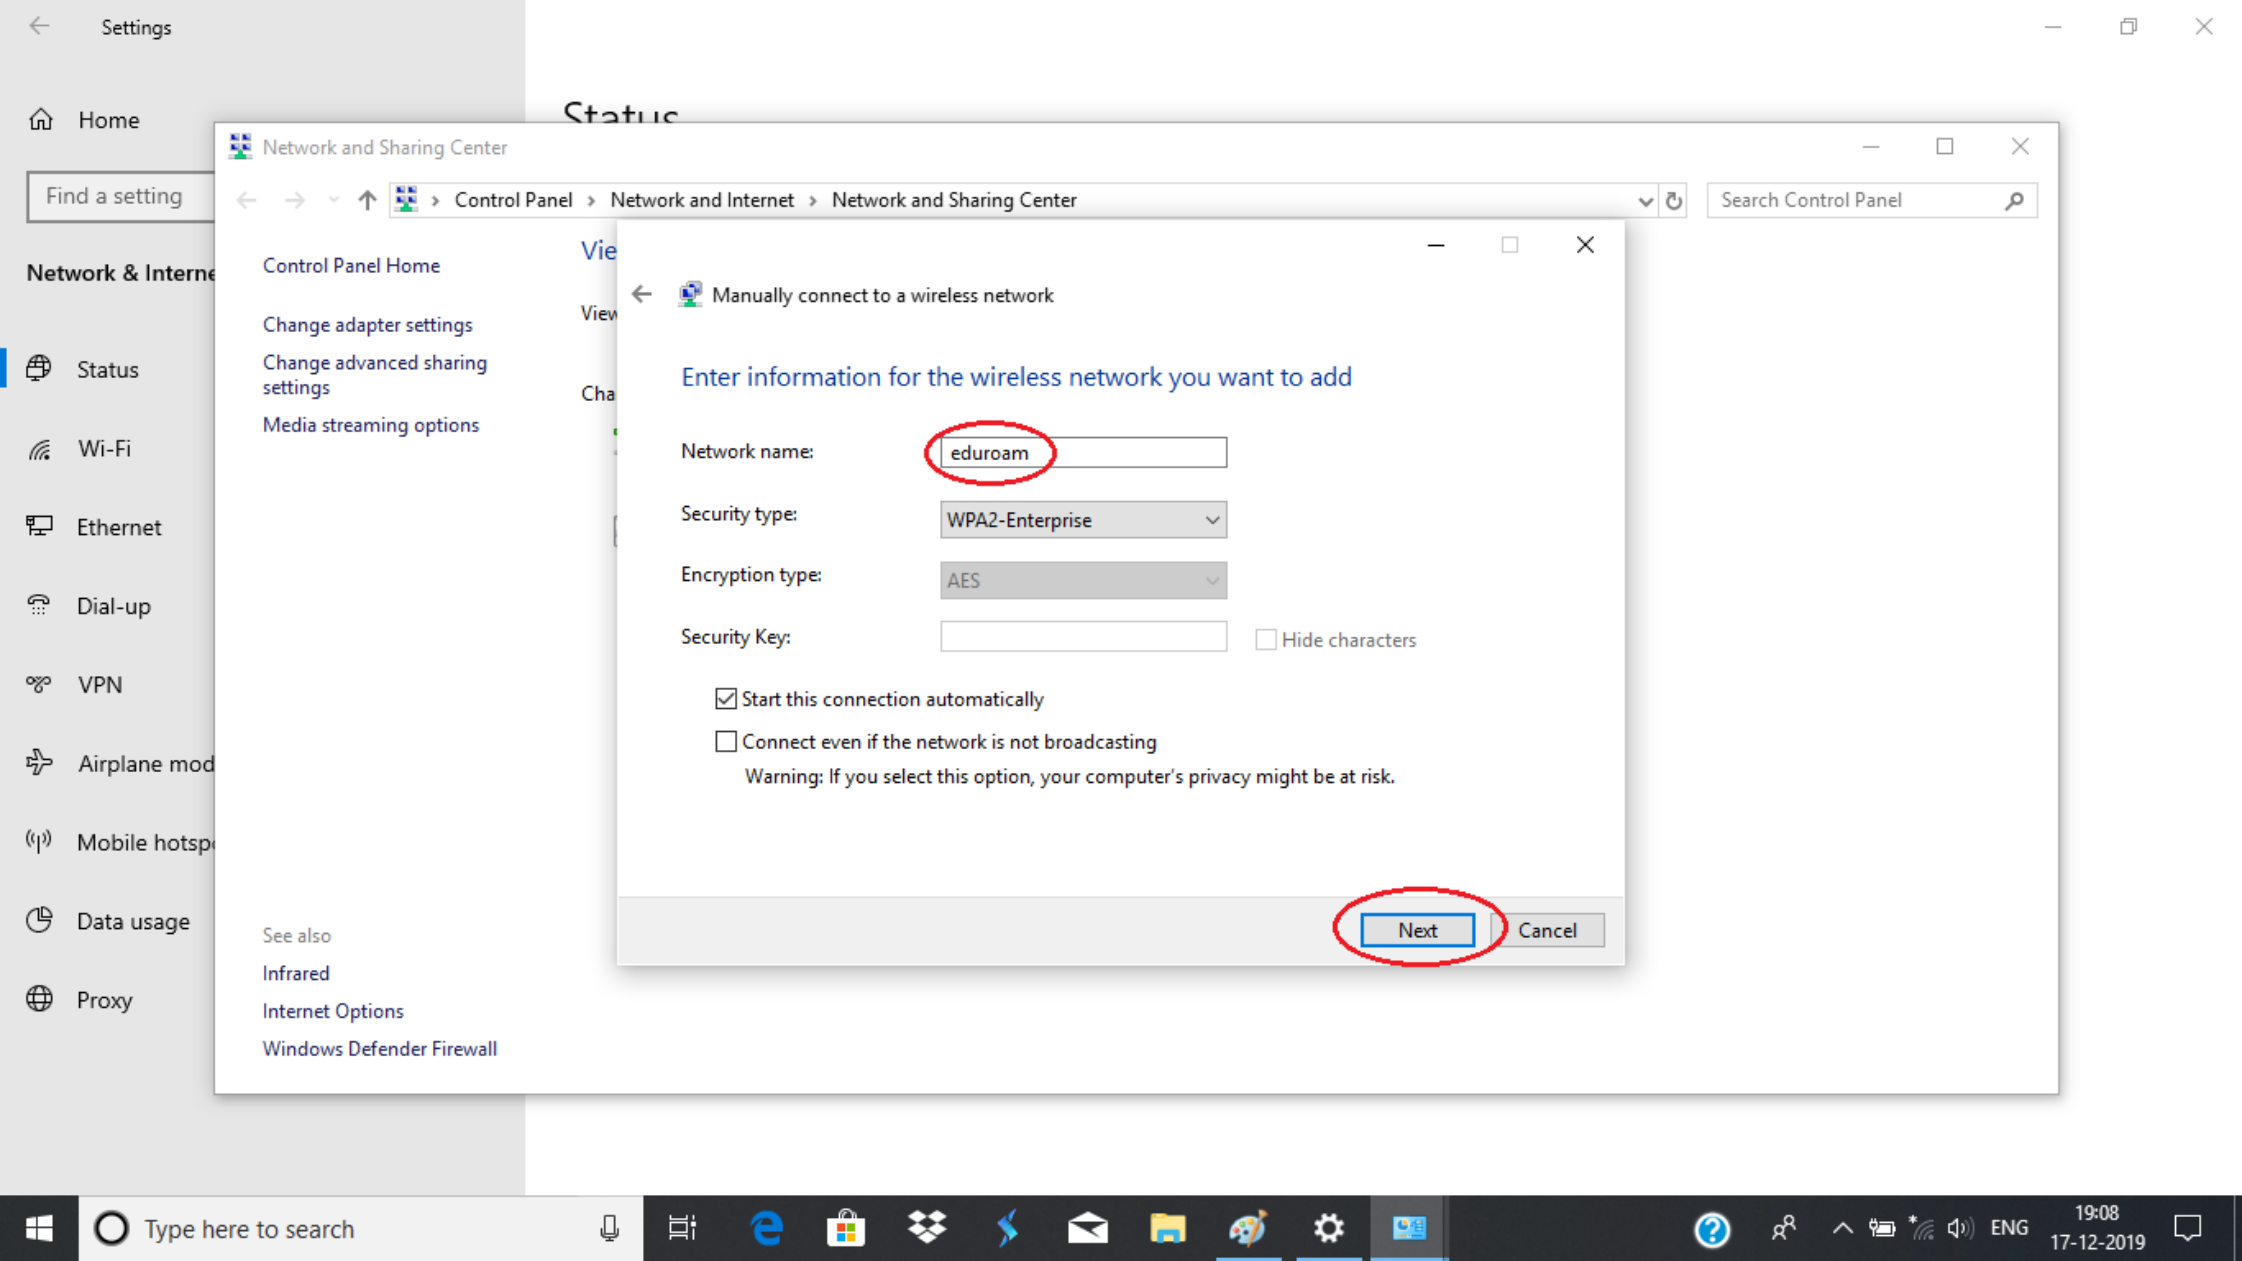 Settings
Status
Home
Find a setting
Network & Interne
Status
Wi-Fi
Ethernet
Dial-up
VPN
Airplane mod
Mobile hotsp
Data usage
Proxy
Network and Sharing Center
Control Panel > Network and Internet > Network and Sharing Center
Search Control Panel
Control Panel Home
Change adapter settings
Change advanced sharing
settings
Media streaming options
See also
Infrared
Internet Options
Windows Defender Firewall
Vie
View
Cha
Manually connect to a wireless network
Enter information for the wireless network you want to add
Network name: eduroam
Security type: WPA2-Enterprise
Encryption type: AES
Security Key: Hide characters
Start this connection automatically
Connect even if the network is not broadcasting
Warning: If you select this option, your computer's privacy might be at risk.
Next Cancel
Type here to search
ENG
19:08
17-12-2019